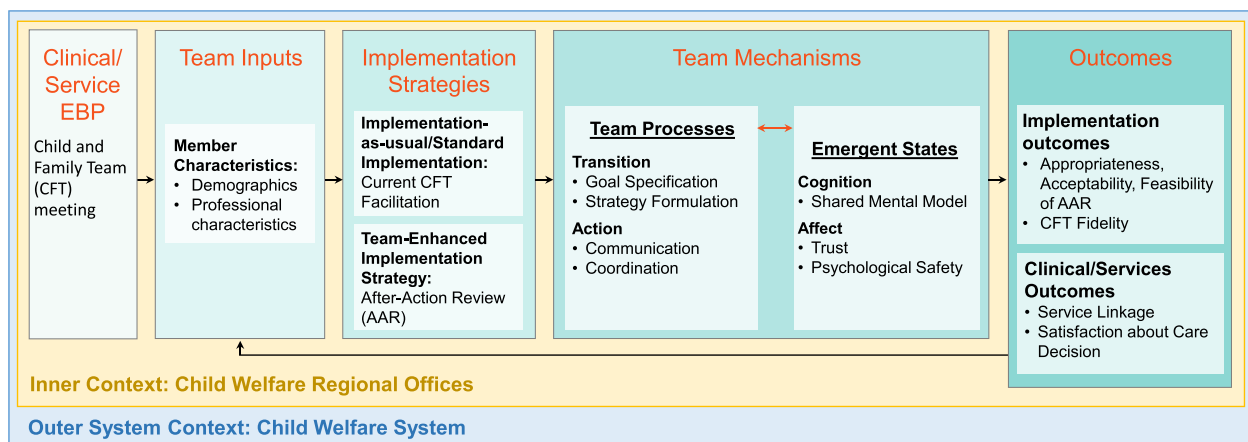 Clinical/
Service
EBP
Child and
Family Team
(CFT)
meeting
Team Inputs
Member
Characteristics:
• Demographics
• Professional
characteristics
Implementation
Strategies
Implementation-
as-usual/Standard
Implementation:
Current CFT
Facilitation
Team-Enhanced
Implementation
Strategy:
After-Action Review
(AAR)
Team Mechanisms
Team Processes
Transition
• Goal Specification
• Strategy Formulation
Action
• Communication
• Coordination
Emergent States
Cognition
• Shared Mental Model
Affect
• Trust
• Psychological Safety
Outcomes
Implementation
outcomes
• Appropriateness,
Acceptability, Feasibility
of AAR
• CFT Fidelity
Clinical/Services
Outcomes
• Service Linkage
• Satisfaction about Care
Decision
Inner Context: Child Welfare Regional Offices
Outer System Context: Child Welfare System